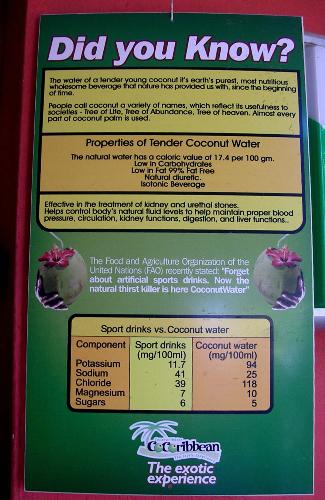 Did you Know?
The water of a tender young coconut it's earth's purest, most nutritious
wholesome beverage that nature has provided us with, since the beginning
of time.
People call coconut a variety of names, which reflect its usefulness to
societies - Tree of Life, Tree of Abundance, Tree of heaven. Almost every
part of coconut palm is used.
Properties of Tender Coconut Water
The natural water has a caloric value of 17.4 per 100 gm.
Low in Carbohydrates
Low in Fat 99% Fat Free
Natural diuretic.
Isotonic Beverage
Effective in the treatment of kidney and urethal stones.
Helps control body's natural fluid levels to help maintain proper blood
pressure, circulation, kidney functions, digestion, and liver functions..
The Food and Agriculture Organization of the
United Nations (FAO) recently stated: "Forget
about artificial sports drinks. Now the
natural thirst killer is here CoconutWater"
Sport drinks vs. Coconut water
Component Sport drinks Coconut water
(mg/100ml) (mg/100ml)
Potassium 11.7 94
Sodium 41 25
Chloride 39 118
Magnesium 7 10
Sugars 6 5
CoCoribbean
The exotic
experience